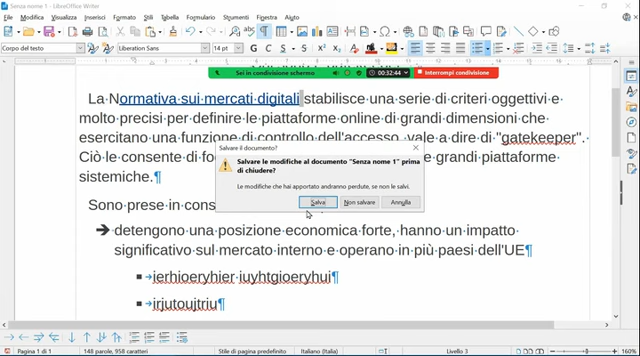 Senza nome 1 - LibreOffice Writer
File Modifica Visualizza Inserisci Formato Stili Tabella Formulario Strumenti Finestra Aiuto
Corpo del testo Liberation Sans 14 pt
Sei in condivisione schermo 00:32:44 Interrompi condivisione
La Normativa sui mercati digitali stabilisce una serie di criteri oggettivi e
molto precisi per definire le piattaforme online di grandi dimensioni che
esercitano una funzione di controllo dell'accesso, vale a dire di "gatekeeper".
Salvare il documento?
Ciò le consente di
grandi piattaforme
sistemiche.
Salvare le modifiche al documento "Senza nome 1" prima
di chiudere?
Le modifiche che hai apportato andranno perdute, se non le salvi.
Salva Non salvare Annulla
Sono prese in
detengono una posizione economica forte, hanno un impatto
significativo sul mercato interno e operano in più paesi dell'UE
ierhioeryhier iuyhtgioeryhui
irjutoujtriu
Pagina 1 di 1 148 parole, 958 caratteri Stile di pagina predefinito Italiano (Italia) Livello 3 160%